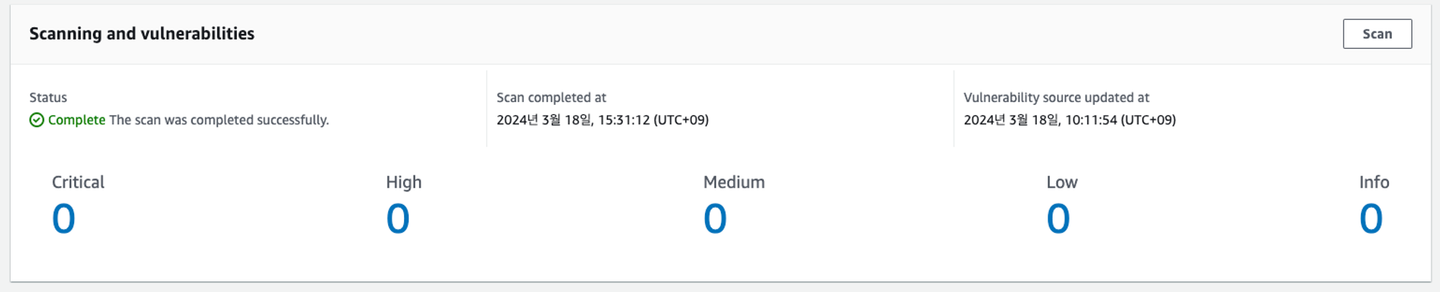 Scanning and vulnerabilities
Scan
Status
Complete The scan was completed successfully.
Scan completed at
2024년 3월 18일, 15:31:12 (UTC+09)
Vulnerability source updated at
2024년 3월 18일, 10:11:54 (UTC+09)
Critical
0
High
0
Medium
0
Low
0
Info
0